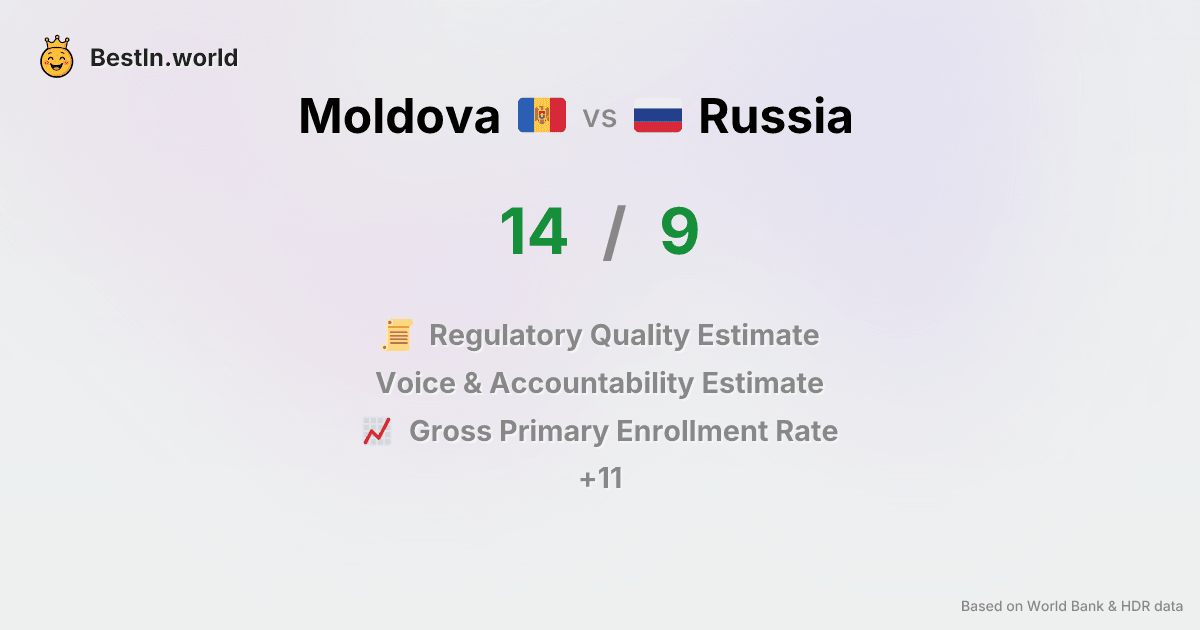 BestIn.world
Moldova vs Russia
14 / 9
Regulatory Quality Estimate
Voice & Accountability Estimate
Gross Primary Enrollment Rate
+11
Based on World Bank & HDR data